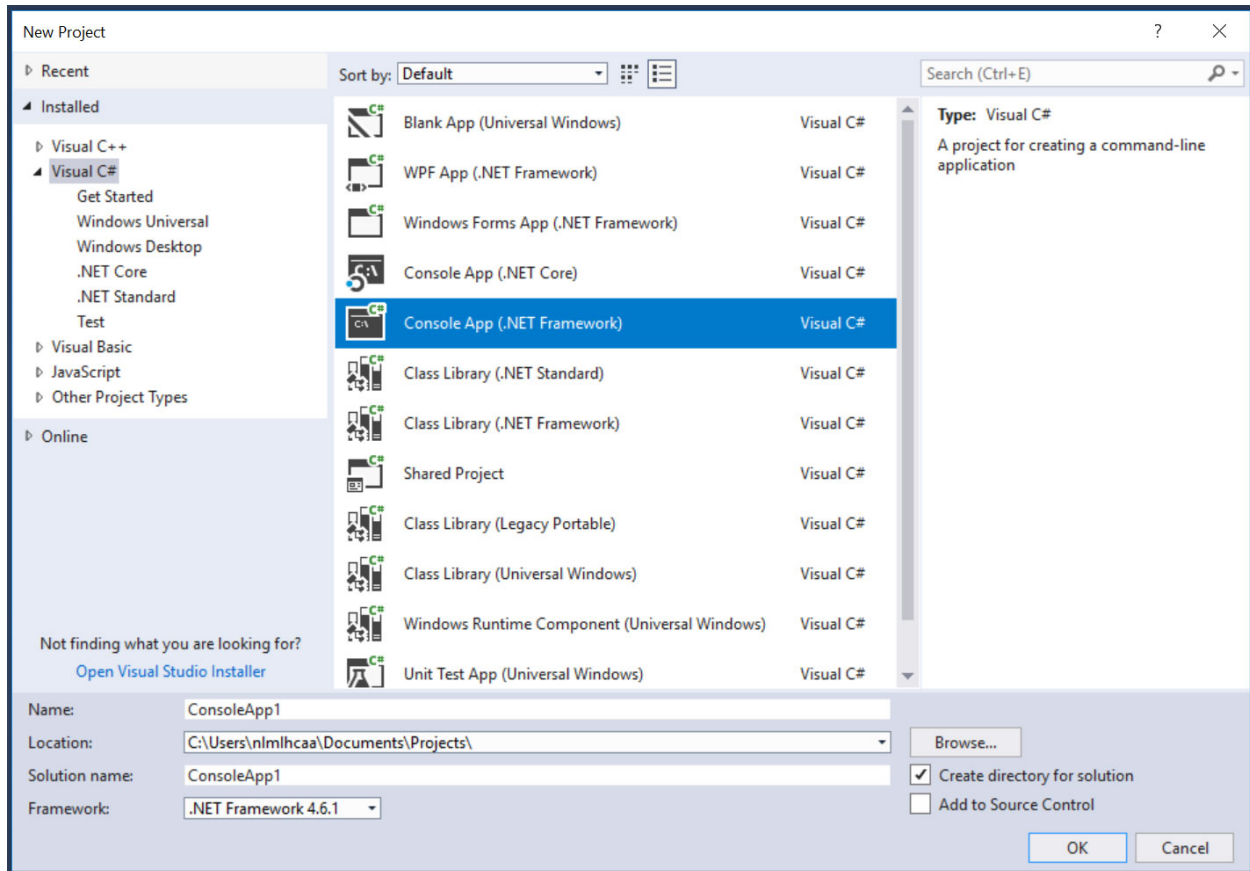 New Project
?
Recent
Installed
Visual C++
Visual C#
Get Started
Windows Universal
Windows Desktop
.NET Core
.NET Standard
Test
Visual Basic
JavaScript
Other Project Types
Online
Not finding what you are looking for?
Open Visual Studio Installer
Sort by: Default
C# Blank App (Universal Windows) Visual C#
C# WPF App (.NET Framework) Visual C#
C# Windows Forms App (.NET Framework) Visual C#
C:\ Console App (.NET Core) Visual C#
C# C:\ Console App (.NET Framework) Visual C#
C# Class Library (.NET Standard) Visual C#
C# Class Library (.NET Framework) Visual C#
C# Shared Project Visual C#
C# Class Library (Legacy Portable) Visual C#
C# Class Library (Universal Windows) Visual C#
C# Windows Runtime Component (Universal Windows) Visual C#
C# Unit Test App (Universal Windows) Visual C#
Search (Ctrl+E)
Type: Visual C#
A project for creating a command-line
application
Name: ConsoleApp1
Location: C:\Users\nlmlhcaa\Documents\Projects\ Browse...
Solution name: ConsoleApp1
Create directory for solution
Framework: .NET Framework 4.6.1
Add to Source Control
OK Cancel